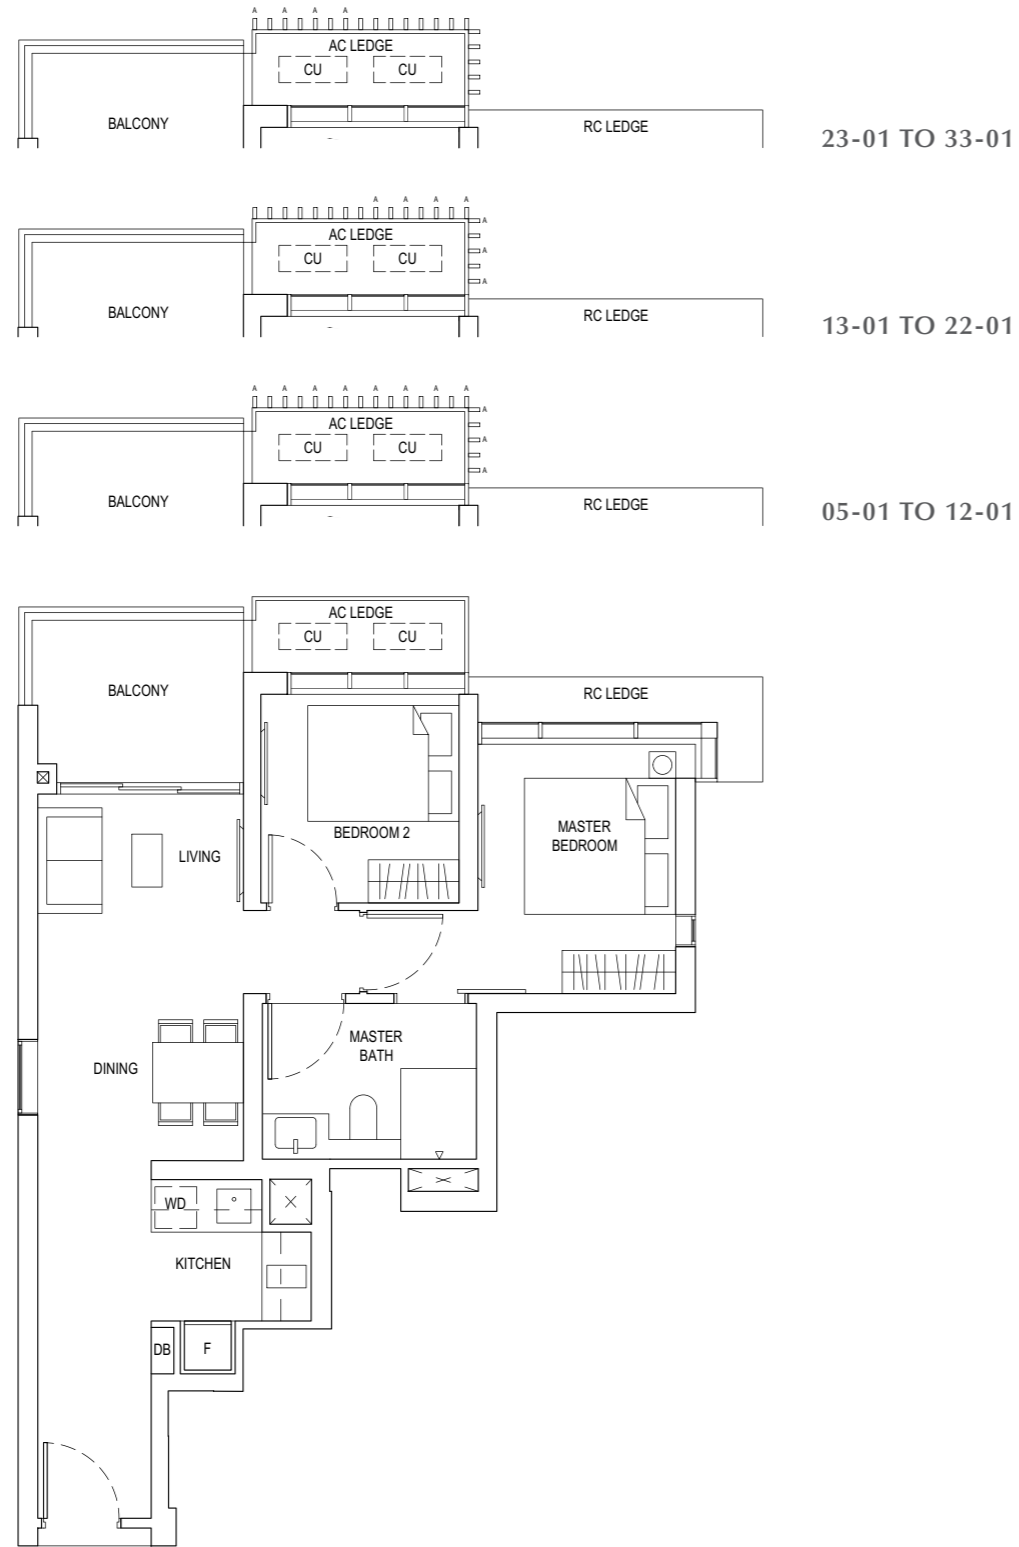 A A A A
AC LEDGE
CU CU
BALCONY
RC LEDGE
23-01 TO 33-01
A A A A
A
AC LEDGE
A
CU CU
A
BALCONY
RC LEDGE
13-01 TO 22-01
A A A A A A A A
A
AC LEDGE
A
CU CU
A
BALCONY
RC LEDGE
05-01 TO 12-01
AC LEDGE
CU CU
BALCONY
RC LEDGE
BEDROOM 2
MASTER
BEDROOM
LIVING
MASTER
BATH
DINING
WD
KITCHEN
DB
F